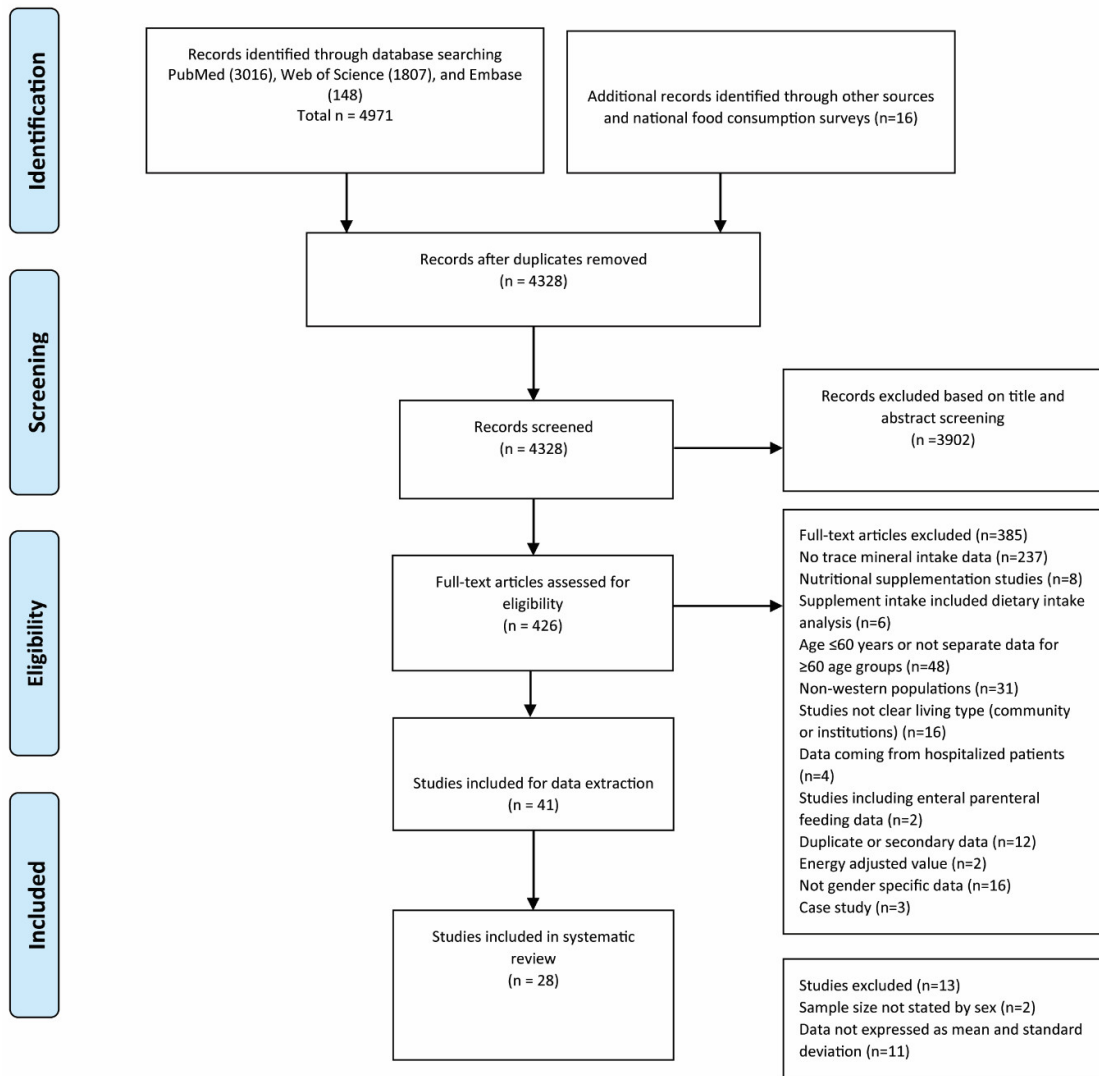 Identification
Records identified through database searching
PubMed (3016), Web of Science (1807), and Embase
(148)
Total n = 4971
Additional records identified through other sources
and national food consumption surveys (n=16)
Records after duplicates removed
(n = 4328)
Screening
Records screened
(n = 4328)
Records excluded based on title and
abstract screening
(n =3902)
Eligibility
Full-text articles assessed for
eligibility
(n = 426)
Full-text articles excluded (n=385)
No trace mineral intake data (n=237)
Nutritional supplementation studies (n=8)
Supplement intake included dietary intake
analysis (n=6)
Age ≤60 years or not separate data for
≥60 age groups (n=48)
Non-western populations (n=31)
Studies not clear living type (community
or institutions) (n=16)
Data coming from hospitalized patients
(n=4)
Studies including enteral parenteral
feeding data (n=2)
Duplicate or secondary data (n=12)
Energy adjusted value (n=2)
Not gender specific data (n=16)
Case study (n=3)
Studies included for data extraction
(n = 41)
Included
Studies included in systematic
review
(n = 28)
Studies excluded (n=13)
Sample size not stated by sex (n=2)
Data not expressed as mean and standard
deviation (n=11)